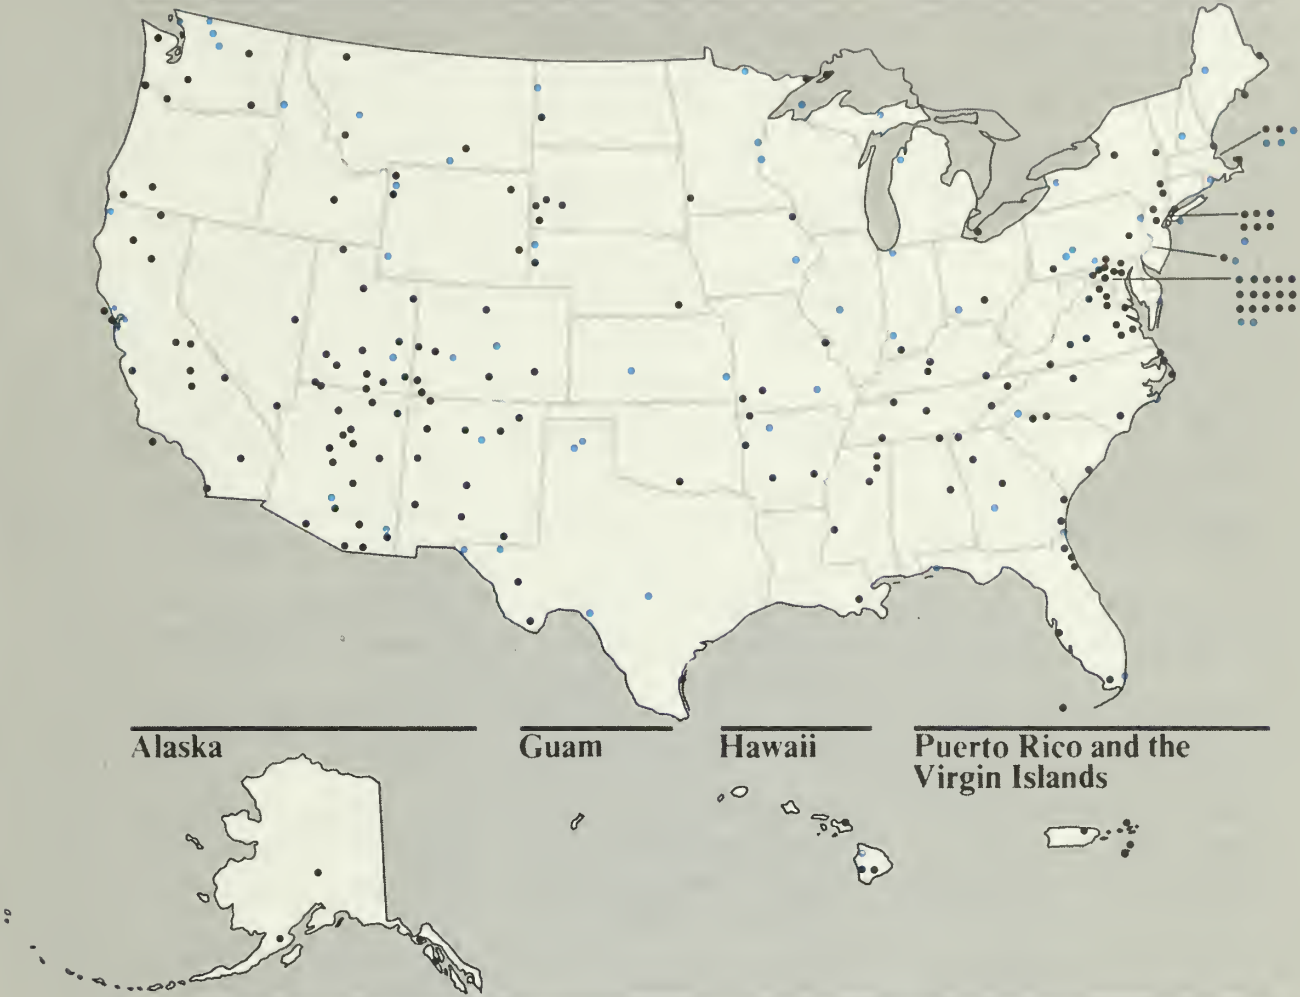 Alaska
Guam
Hawaii
Puerto Rico and the
Virgin Islands